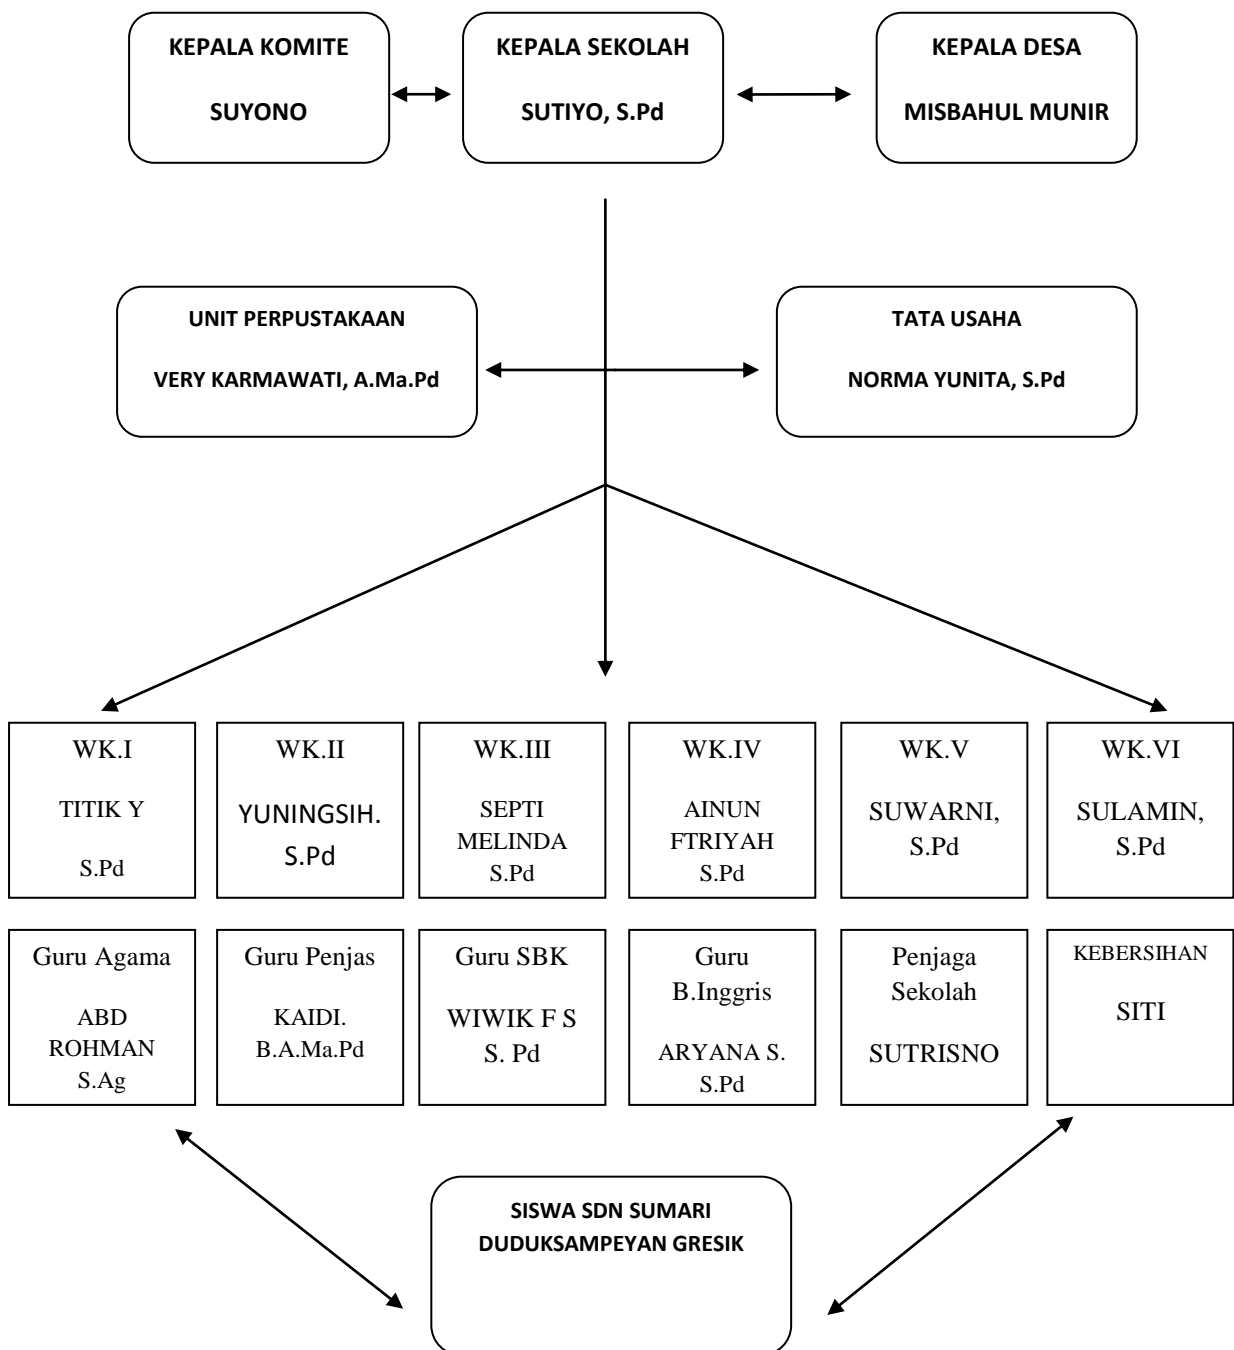 KEPALA KOMITE
SUYONO
KEPALA SEKOLAH
SUTIYO, S.Pd
KEPALA DESA
MISBAHUL MUNIR
UNIT PERPUSTAKAAN
VERY KARMAWATI, A.Ma.Pd
TATA USAHA
NORMA YUNITA, S.Pd
WK.I
TITIK Y
S.Pd
WK.II
YUNINGSIH.
S.Pd
WK.III
SEPTI
MELINDA
S.Pd
WK.IV
AINUN
FTRIYAH
S.Pd
WK.V
SUWARNI,
S.Pd
WK.VI
SULAMIN,
S.Pd
Guru Agama
ABD
ROHMAN
S.Ag
Guru Penjas
KAIDI.
B.A.Ma.Pd
Guru SBK
WIWIK F S
S. Pd
Guru
B.Inggris
ARYANA S.
S.Pd
Penjaga
Sekolah
SUTRISNO
KEBERSIHAN
SITI
SISWA SDN SUMARI
DUDUKSAMPEYAN GRESIK